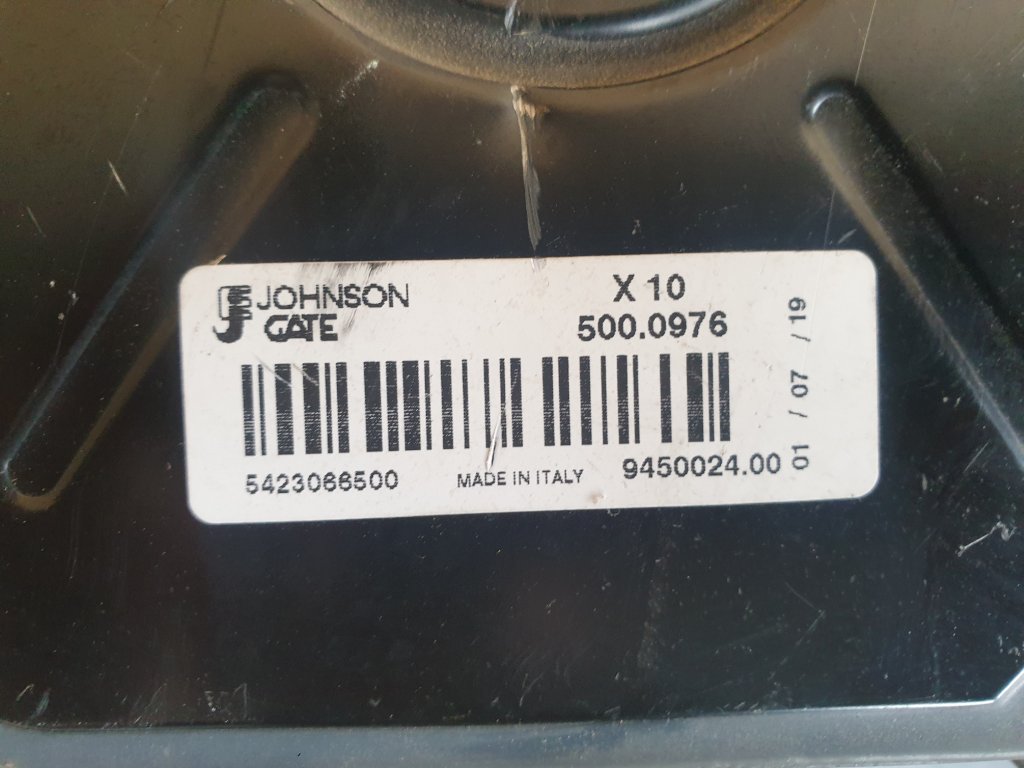 JOHNSON
GATE
X 10
500.0976
5423066500
MADE IN ITALY
9450024.00
01 / 07 / 19